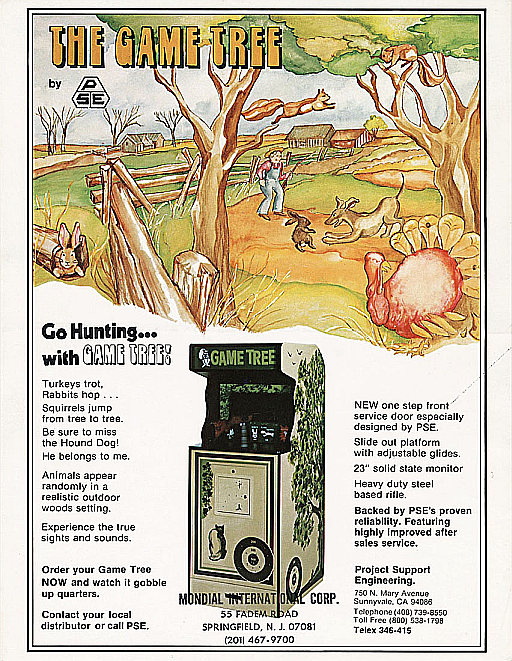 THE GAME TREE
by PSE
Go Hunting...
with GAME TREE!
Turkeys trot,
Rabbits hop . . .
Squirrels jump
from tree to tree.
Be sure to miss
the Hound Dog!
He belongs to me.
Animals appear
randomly in a
realistic outdoor
woods setting.
Experience the true
sights and sounds.
Order your Game Tree
NOW and watch it gobble
up quarters.
Contact your local
distributor or call PSE.
GAME TREE
NEW one step front
service door especially
designed by PSE.
Slide out platform
with adjustable glides.
23" solid state monitor
Heavy duty steel
based rifle.
Backed by PSE's proven
reliability. Featuring
highly improved after
sales service.
Project Support
Engineering.
750 N. Mary Avenue
Sunnyvale, CA 94086
Telephone (408) 739-8550
Toll Free (800) 538-1798
Telex 346-415
MONDIAL INTERNATIONAL CORP.
55 FADEM ROAD
SPRINGFIELD, N. J. 07081
(201) 467-9700